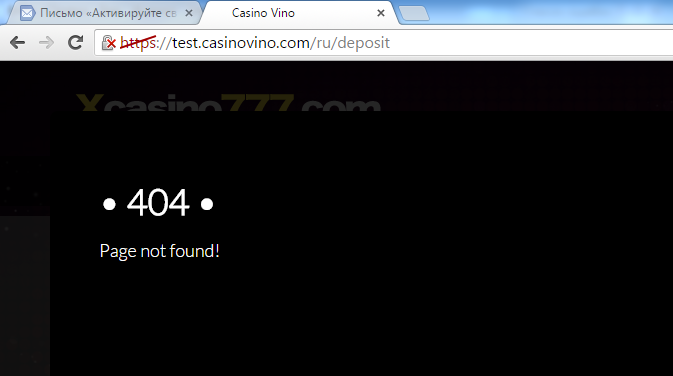 Письмо «Активируйте св
Casino Vino
https://test.casinovino.com/ru/deposit
Xcasino777.com
• 404 •
Page not found!